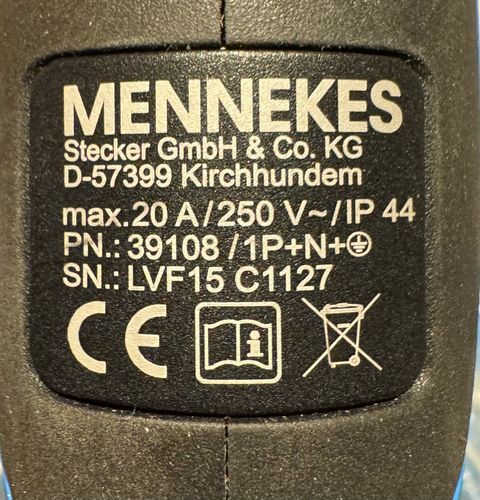 MENNEKES
Stecker GmbH & Co. KG
D-57399 Kirchhundem
max. 20 A / 250 V~ / IP 44
PN.: 39108 / 1P+N+⏚
SN.: LVF15 C1127
CE
i